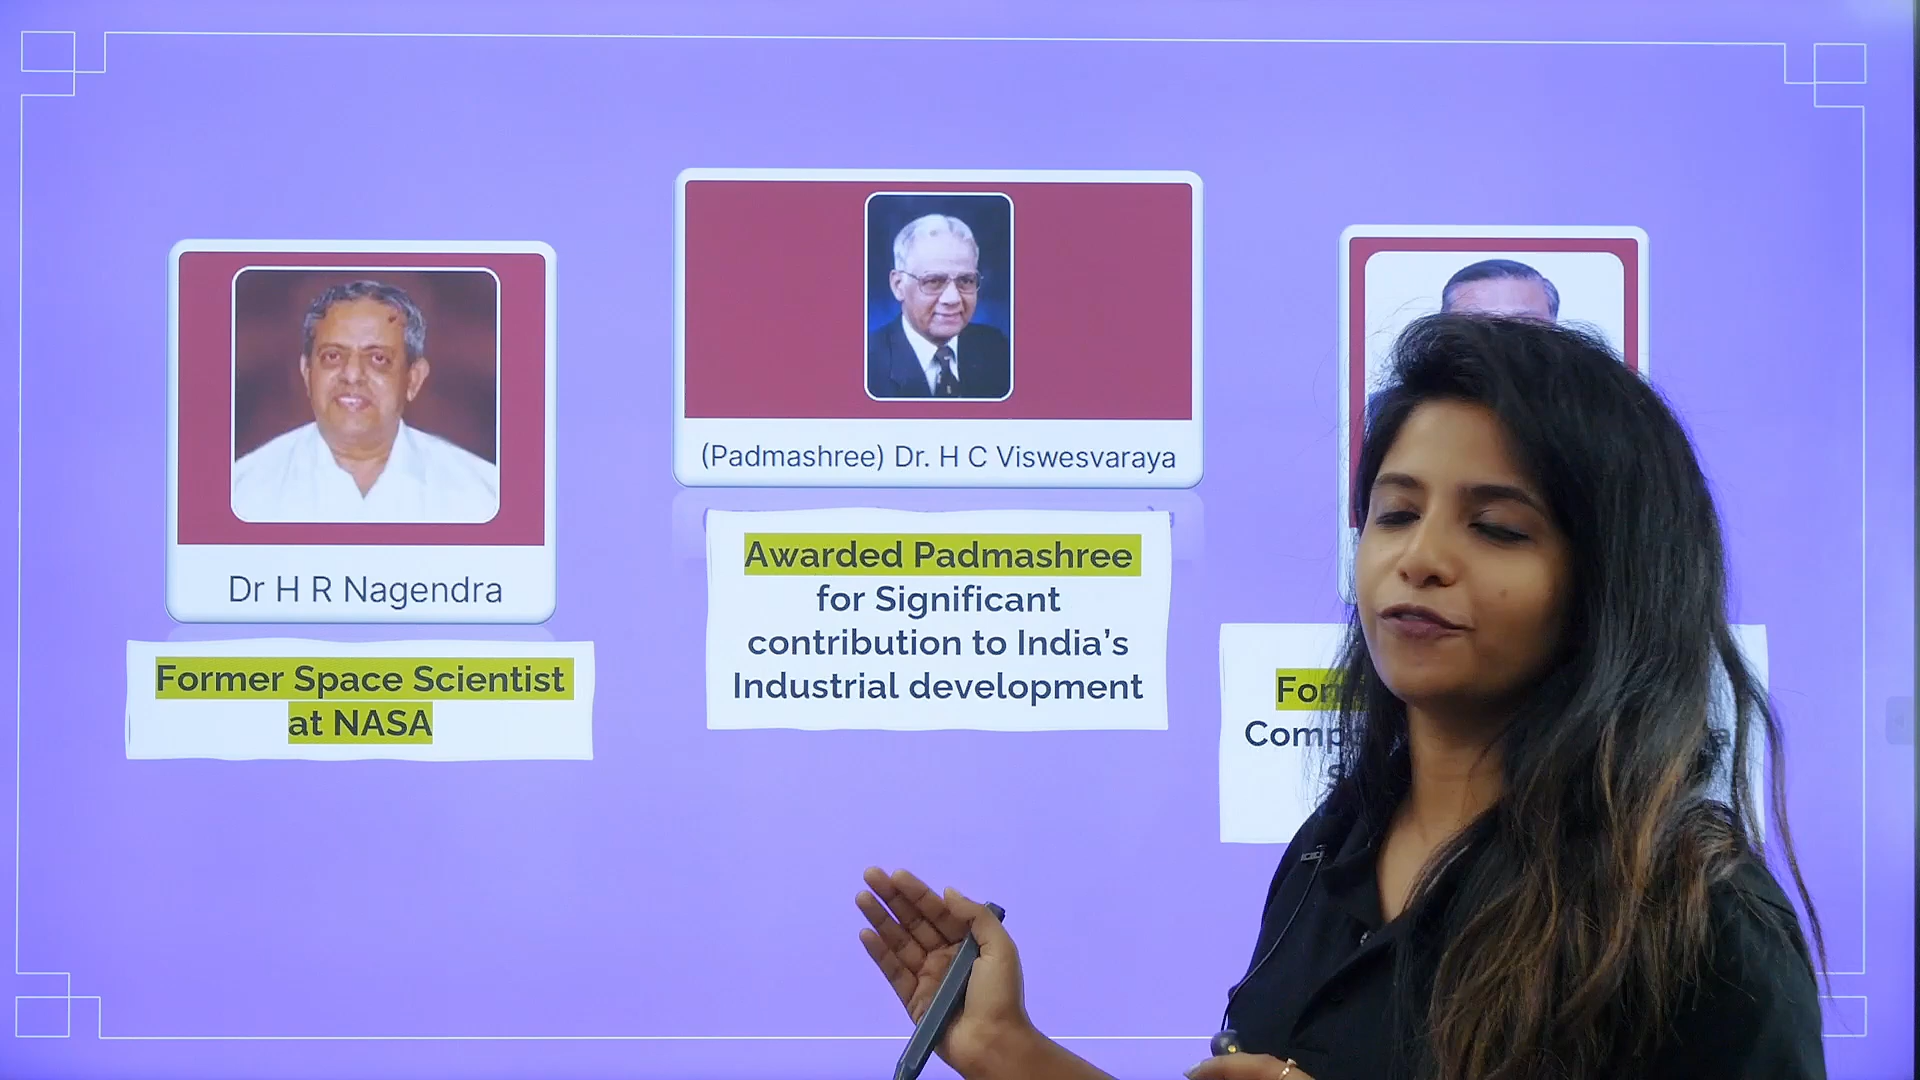 Dr H R Nagendra
Former Space Scientist
at NASA
(Padmashree) Dr. H C Viswesvaraya
Awarded Padmashree
for Significant
contribution to India's
Industrial development